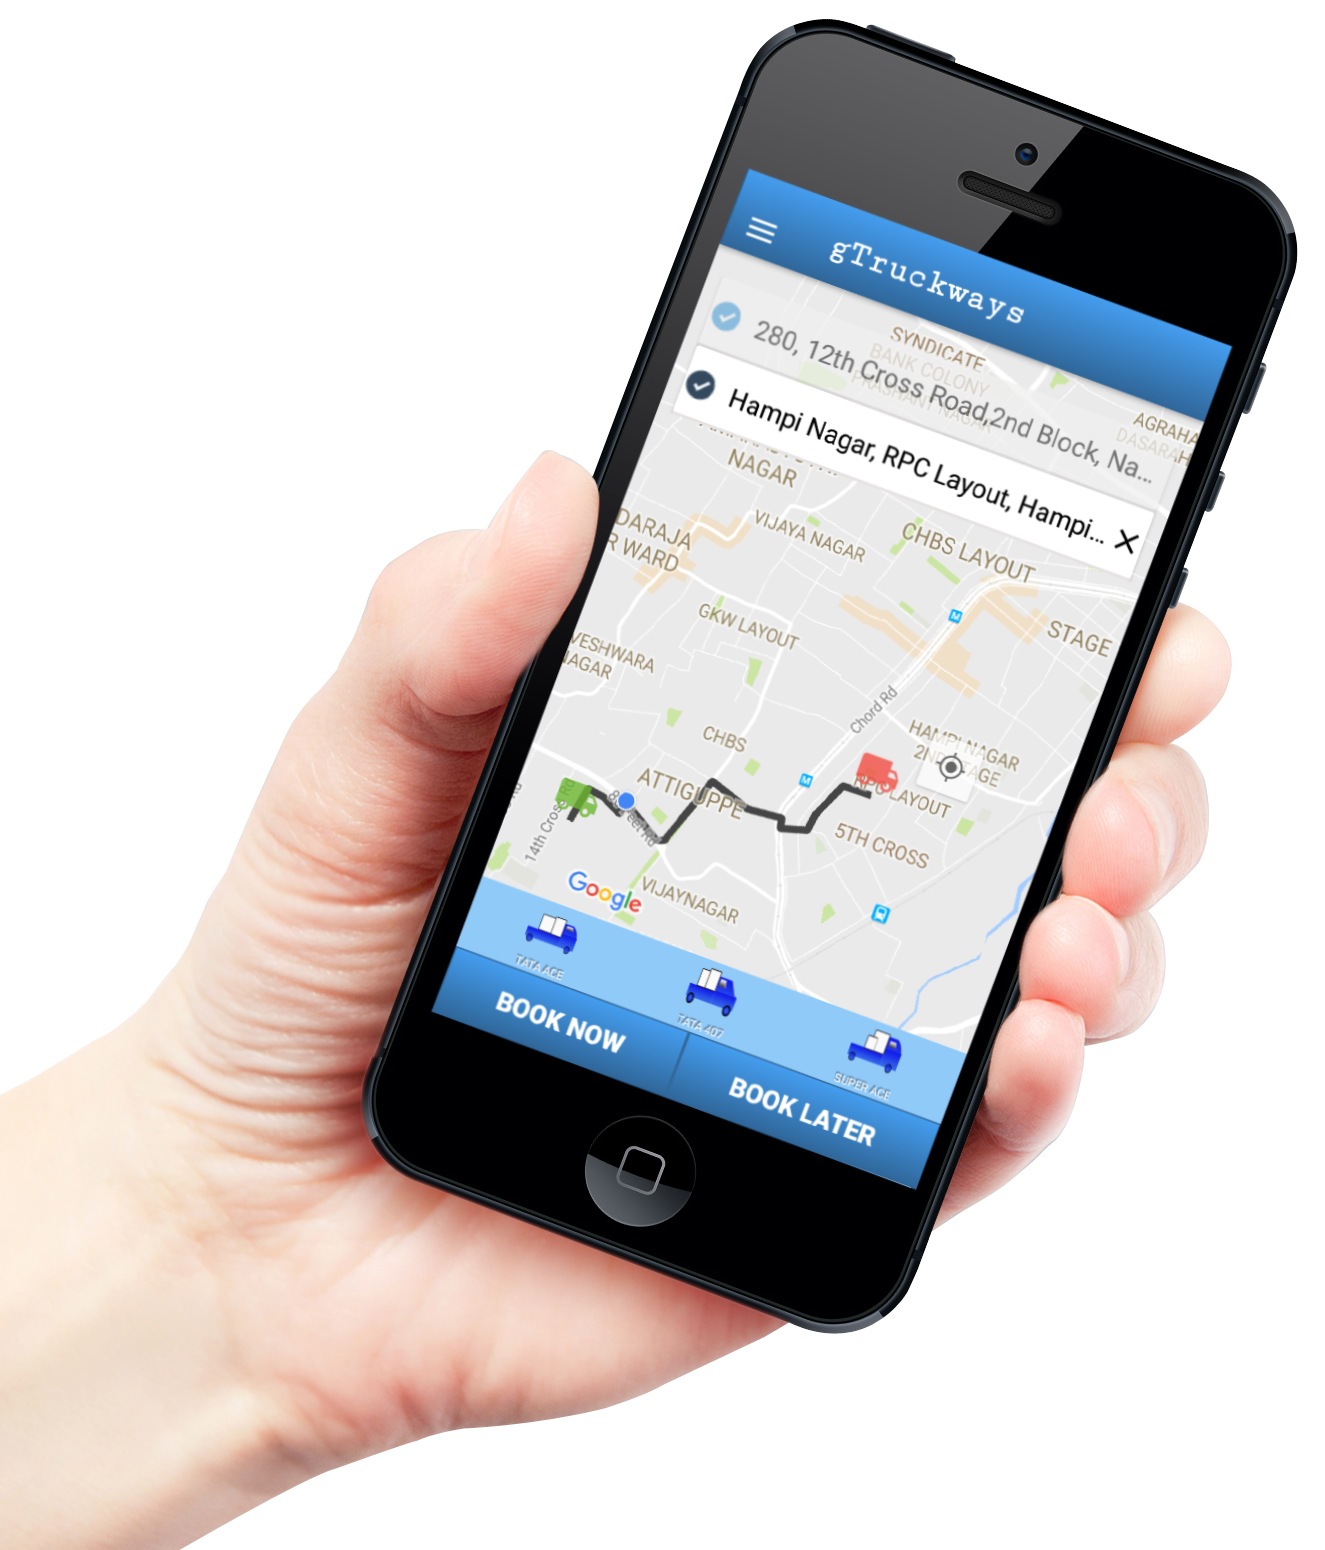 gTruckways
280, 12th Cross Road,2nd Block, Na...
Hampi Nagar, RPC Layout, Hampi... X
SYNDICATE
BANK COLONY
PRASHANT NAGAR
AGRAHA
DASARAH
NAGAR
VIJAYA NAGAR
CHBS LAYOUT
DARAJA
R WARD
GKW LAYOUT
STAGE
VESHWARA
NAGAR
Chord Rd
CHBS
HAMPI NAGAR
2ND STAGE
M
M
ATTIGUPPE
RPC LAYOUT
14th Cross Rd
5TH CROSS
VIJAYNAGAR
Google
TATA ACE
TATA 407
SUPER ACE
BOOK NOW
BOOK LATER